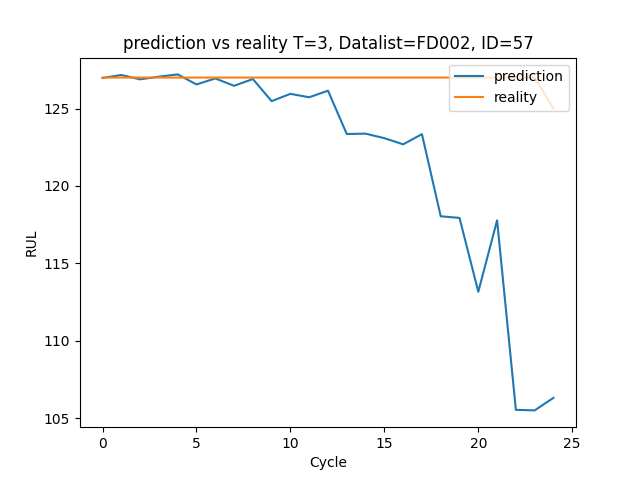 prediction vs reality T=3, Datalist=FD002, ID=57
prediction
reality
125
120
115
110
105
RUL
0
5
10
15
20
25
Cycle